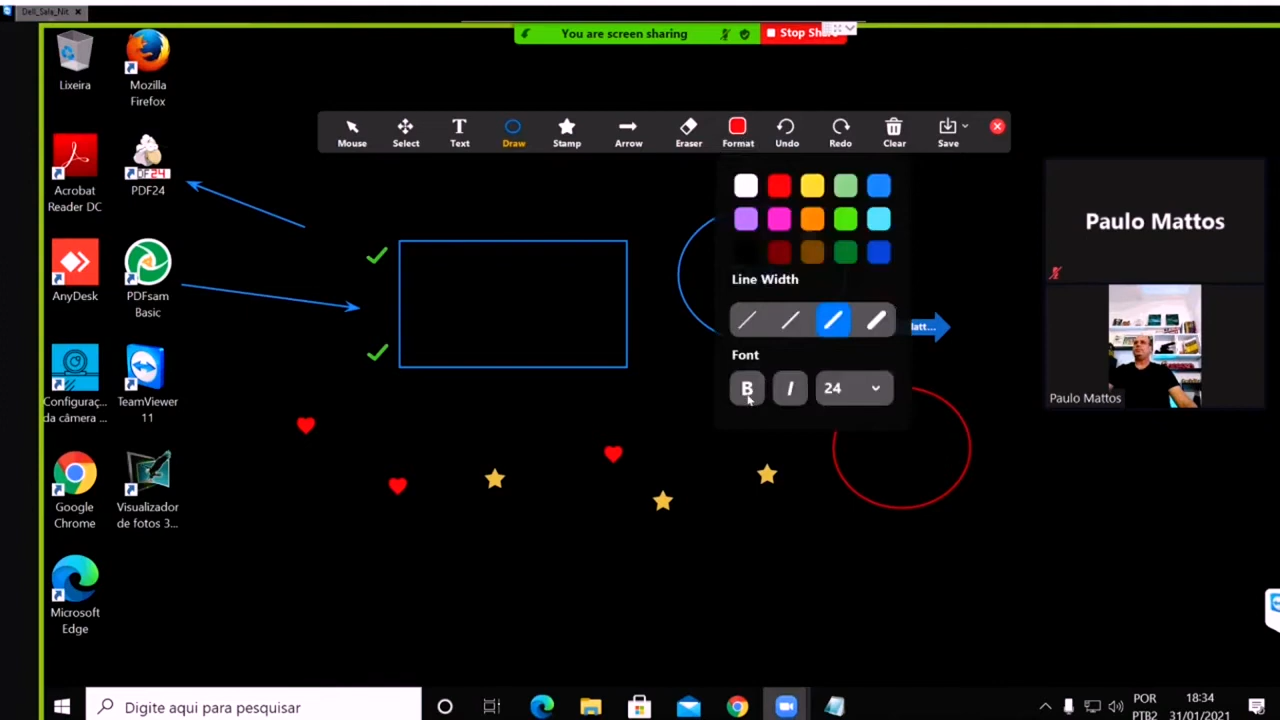 Dell_Sala_Nit
You are screen sharing
Stop Sh
Lixeira
Mozilla
Firefox
Mouse
Select
Text
Draw
Stamp
Arrow
Eraser
Format
Undo
Redo
Clear
Save
Acrobat
Reader DC
PDF24
Paulo Mattos
AnyDesk
PDFsam
Basic
Line Width
latt...
Font
B
I
24
Paulo Mattos
Configuraç...
da câmera ...
TeamViewer
11
Google
Chrome
Visualizador
de fotos 3...
Microsoft
Edge
Digite aqui para pesquisar
POR
PTB2
18:34
31/01/2021